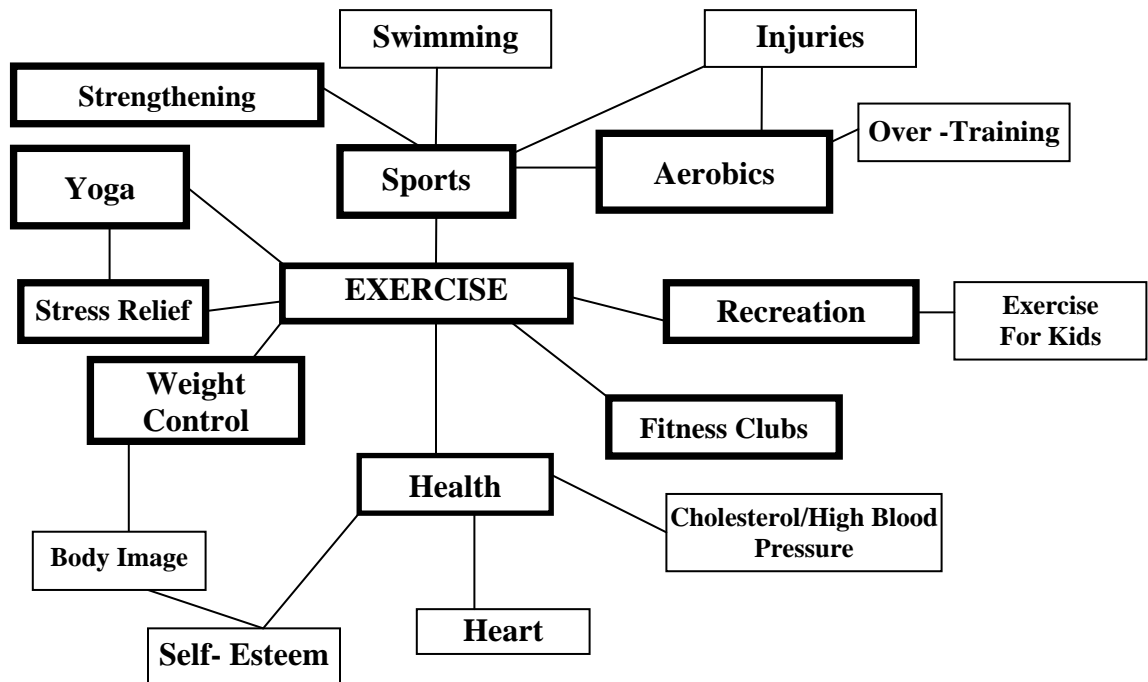 Swimming
Injuries
Strengthening
Over -Training
Yoga
Sports
Aerobics
EXERCISE
Stress Relief
Recreation
Exercise
For Kids
Weight
Control
Fitness Clubs
Health
Cholesterol/High Blood
Pressure
Body Image
Heart
Self- Esteem